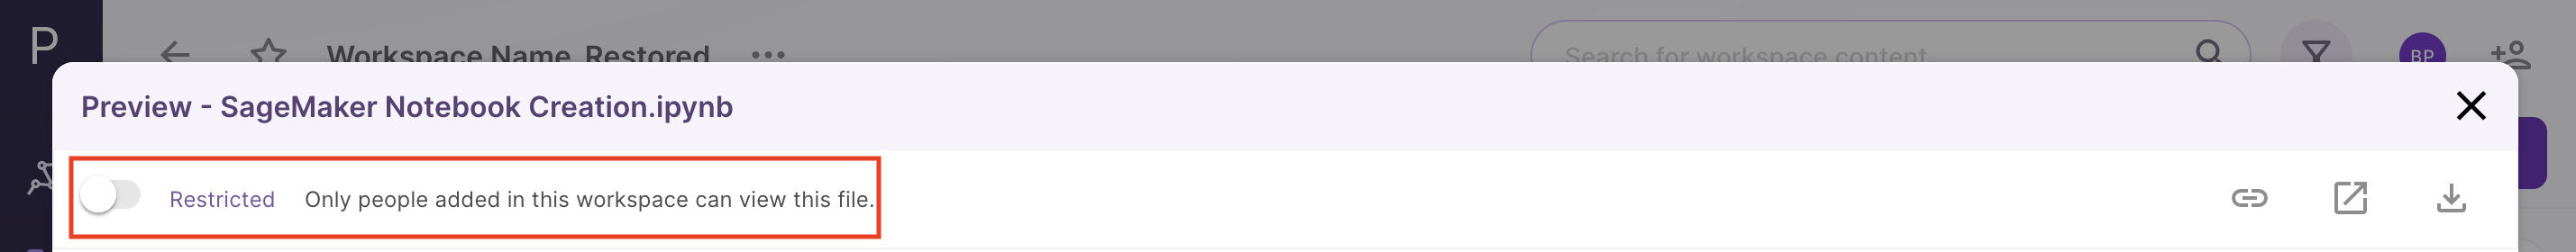 P
Workspace Name Restored
Search for workspace content
BP
Preview - SageMaker Notebook Creation.ipynb
Restricted Only people added in this workspace can view this file.